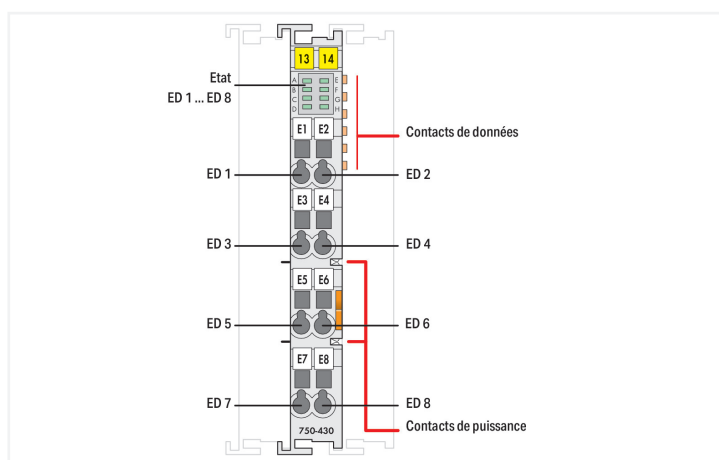 13 14
Etat
ED 1 ... ED 8
A E
B F
C G
D H
E1 E2
Contacts de données
ED 1 ED 2
E3 E4
ED 3 ED 4
E5 E6
ED 5 ED 6
E7 E8
ED 7 ED 8
Contacts de puissance
750-430